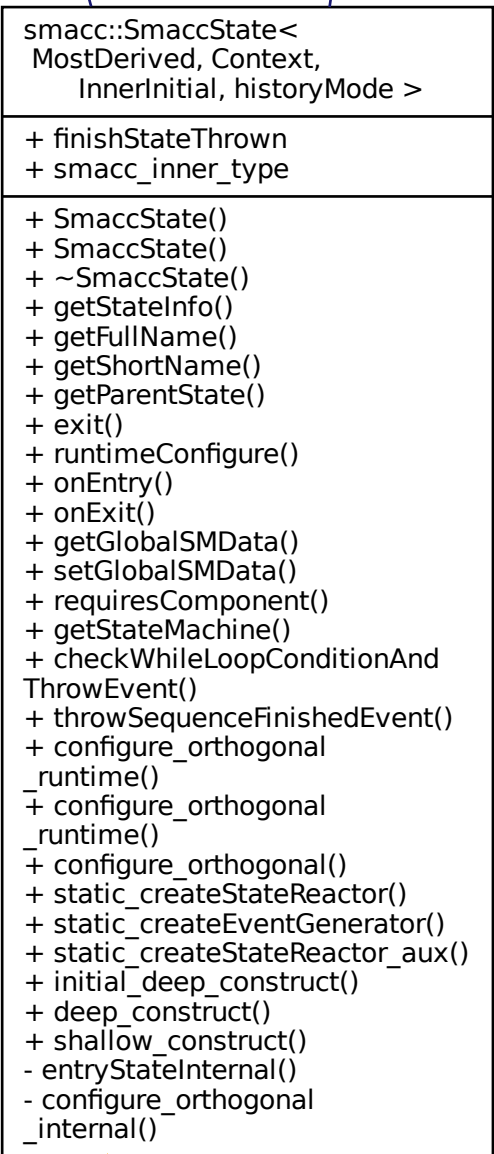 smacc::SmaccState<
MostDerived, Context,
InnerInitial, historyMode >
+ finishStateThrown
+ smacc_inner_type
+ SmaccState()
+ SmaccState()
+ ~SmaccState()
+ getStateInfo()
+ getFullName()
+ getShortName()
+ getParentState()
+ exit()
+ runtimeConfigure()
+ onEntry()
+ onExit()
+ getGlobalSMData()
+ setGlobalSMData()
+ requiresComponent()
+ getStateMachine()
+ checkWhileLoopConditionAnd
ThrowEvent()
+ throwSequenceFinishedEvent()
+ configure_orthogonal
_runtime()
+ configure_orthogonal
_runtime()
+ configure_orthogonal()
+ static_createStateReactor()
+ static_createEventGenerator()
+ static_createStateReactor_aux()
+ initial_deep_construct()
+ deep_construct()
+ shallow_construct()
- entryStateInternal()
- configure_orthogonal
_internal()